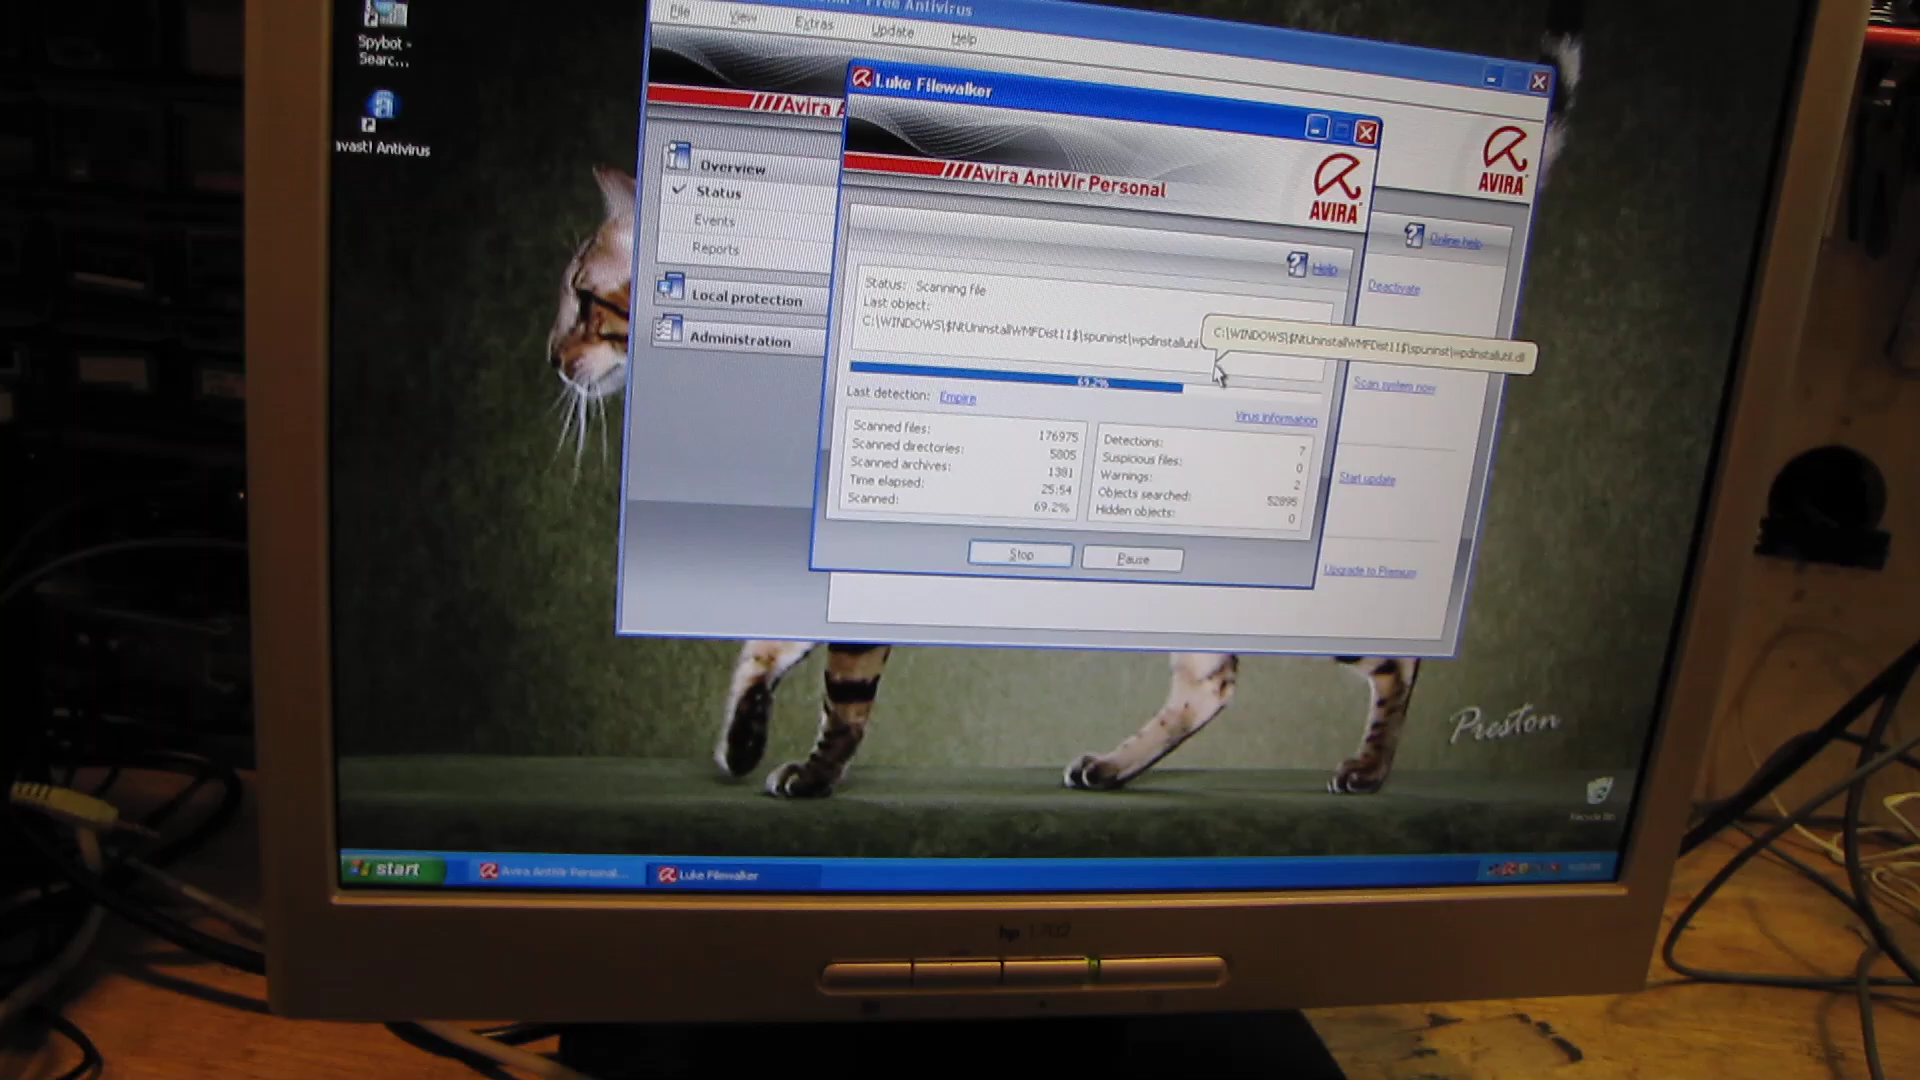 Spybot -
Searc...
avast! Antivirus
Free Antivirus
File View Extras Update Help
Avira A
AVIRA
Luke Filewalker
Avira AntiVir Personal
AVIRA
Overview
Status
Events
Reports
Local protection
Administration
Online help
Deactivate
Scan system now
Start update
Upgrade to Premium
Help
Status: Scanning file
Last object:
C:\WINDOWS\$NtUninstallWMFDist11$\spuninst\wpdinstallutil
C:\WINDOWS\$NtUninstallWMFDist11$\spuninst\wpdinstallutil.dll
69.2%
Last detection: Empire
Virus information
Scanned files: 176975
Scanned directories: 5805
Scanned archives: 1381
Time elapsed: 25:54
Scanned: 69.2%
Detections: 7
Suspicious files: 0
Warnings: 2
Objects searched: 52895
Hidden objects: 0
Stop Pause
Preston
Recycle Bin
start
Avira AntiVir Personal...
Luke Filewalker
hp